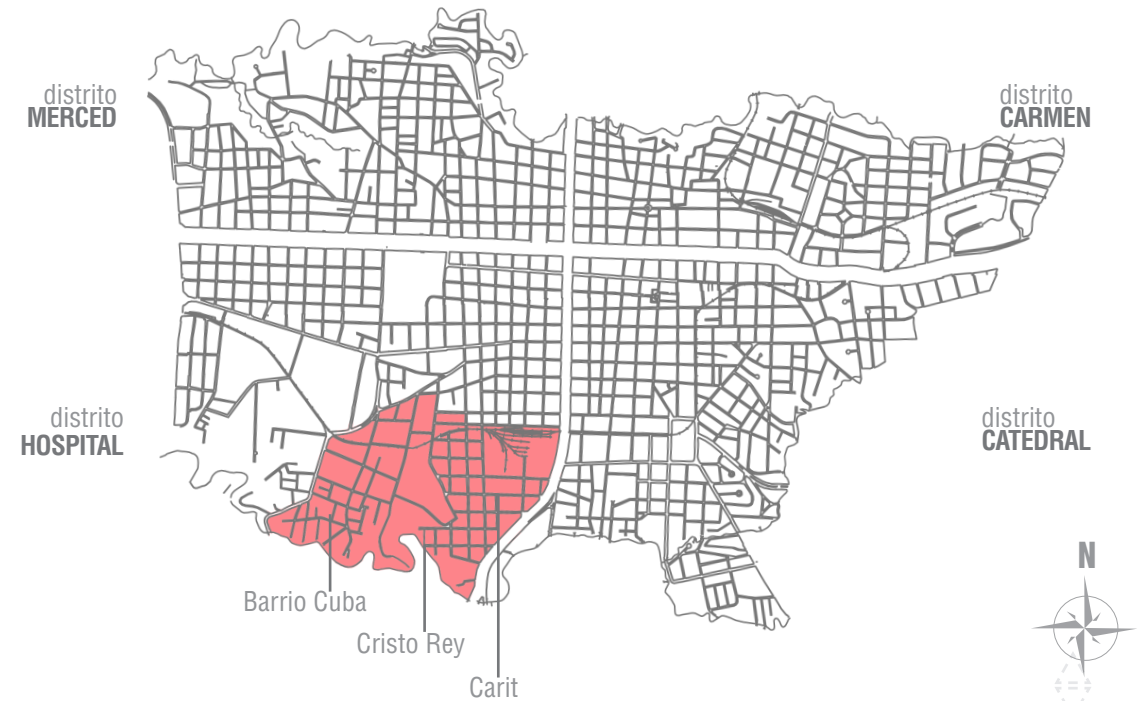 distrito
MERCED
distrito
CARMEN
distrito
HOSPITAL
distrito
CATEDRAL
N
Barrio Cuba
Cristo Rey
Carit